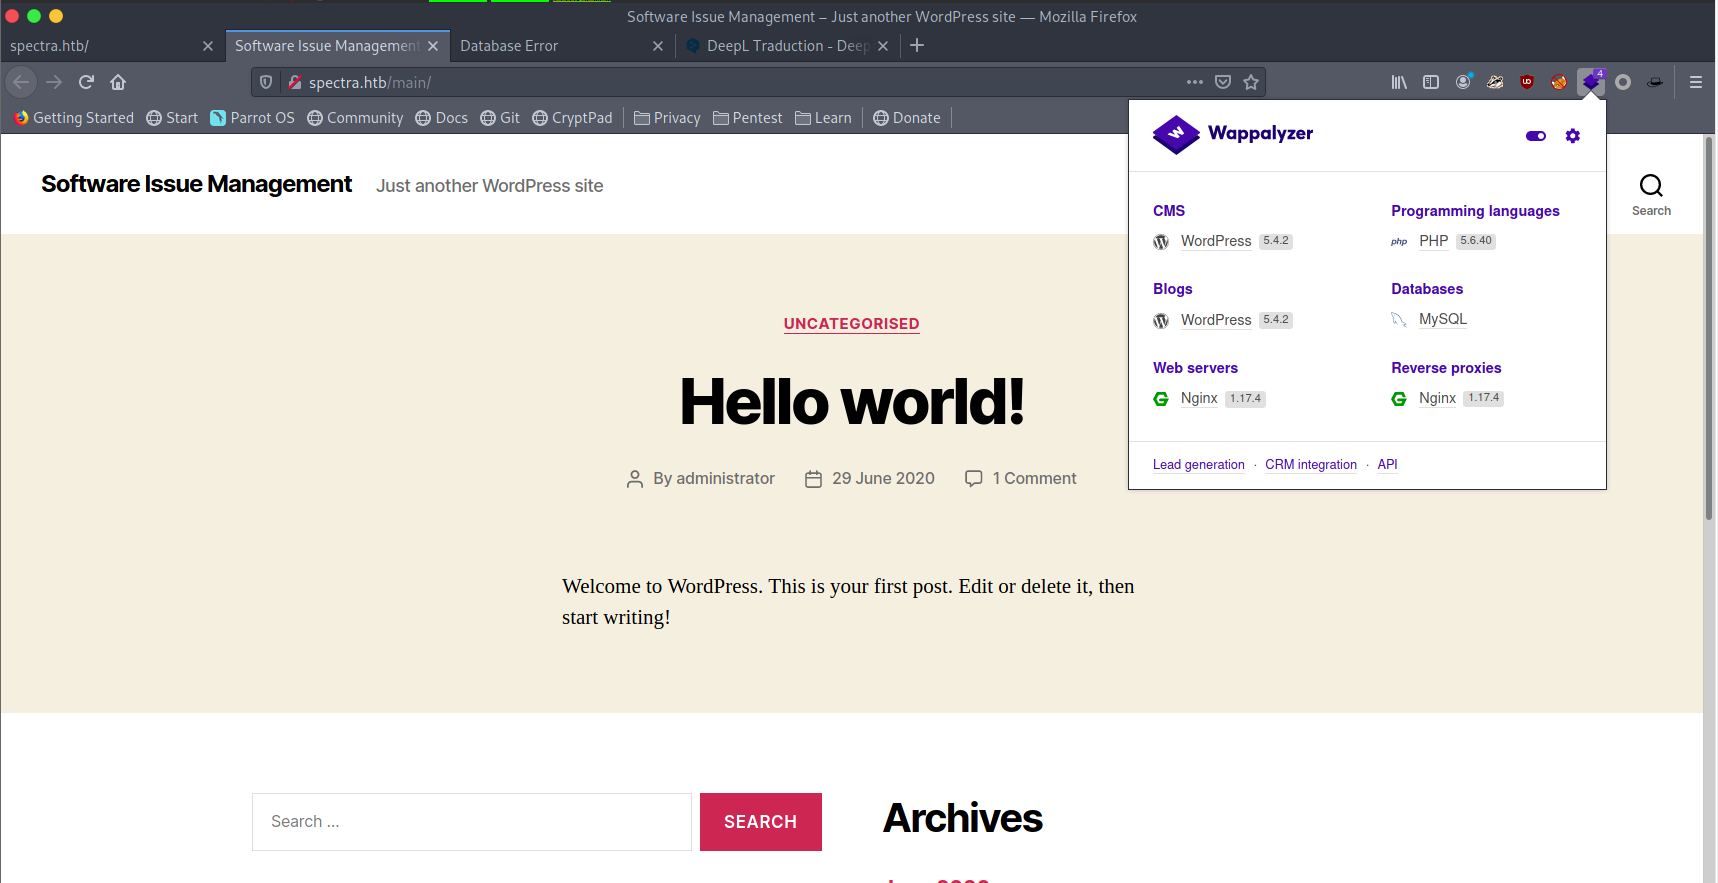 Software Issue Management – Just another WordPress site — Mozilla Firefox
spectra.htb/
Software Issue Management
Database Error
DeepL Traduction - Deep
spectra.htb/main/
4
Getting Started
Start
Parrot OS
Community
Docs
Git
CryptPad
Privacy
Pentest
Learn
Donate
Wappalyzer
Software Issue Management
Just another WordPress site
Search
CMS
WordPress 5.4.2
Programming languages
php PHP 5.6.40
Blogs
WordPress 5.4.2
Databases
MySQL
Web servers
Nginx 1.17.4
Reverse proxies
Nginx 1.17.4
Lead generation · CRM integration · API
UNCATEGORISED
Hello world!
By administrator
29 June 2020
1 Comment
Welcome to WordPress. This is your first post. Edit or delete it, then
start writing!
Search …
SEARCH
Archives